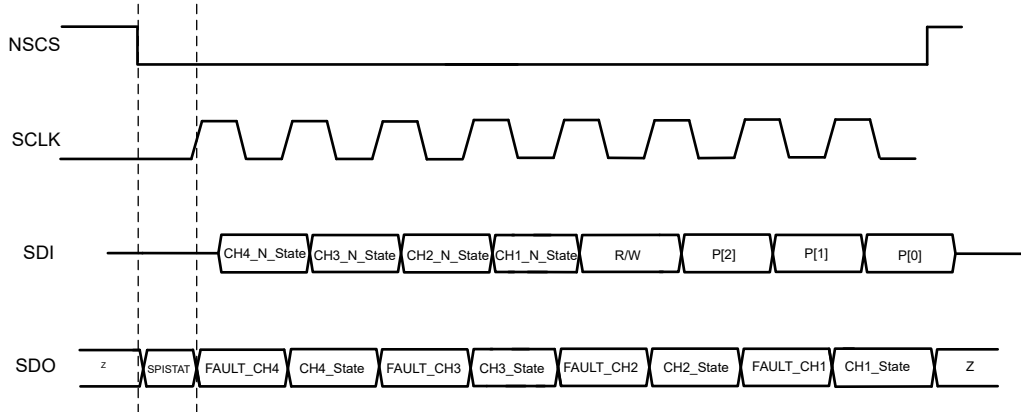 NSCS
SCLK
SDI CH4_N_State CH3_N_State CH2_N_State CH1_N_State R/W P[2] P[1] P[0]
SDO Z SPISTAT FAULT_CH4 CH4_State FAULT_CH3 CH3_State FAULT_CH2 CH2_State FAULT_CH1 CH1_State Z